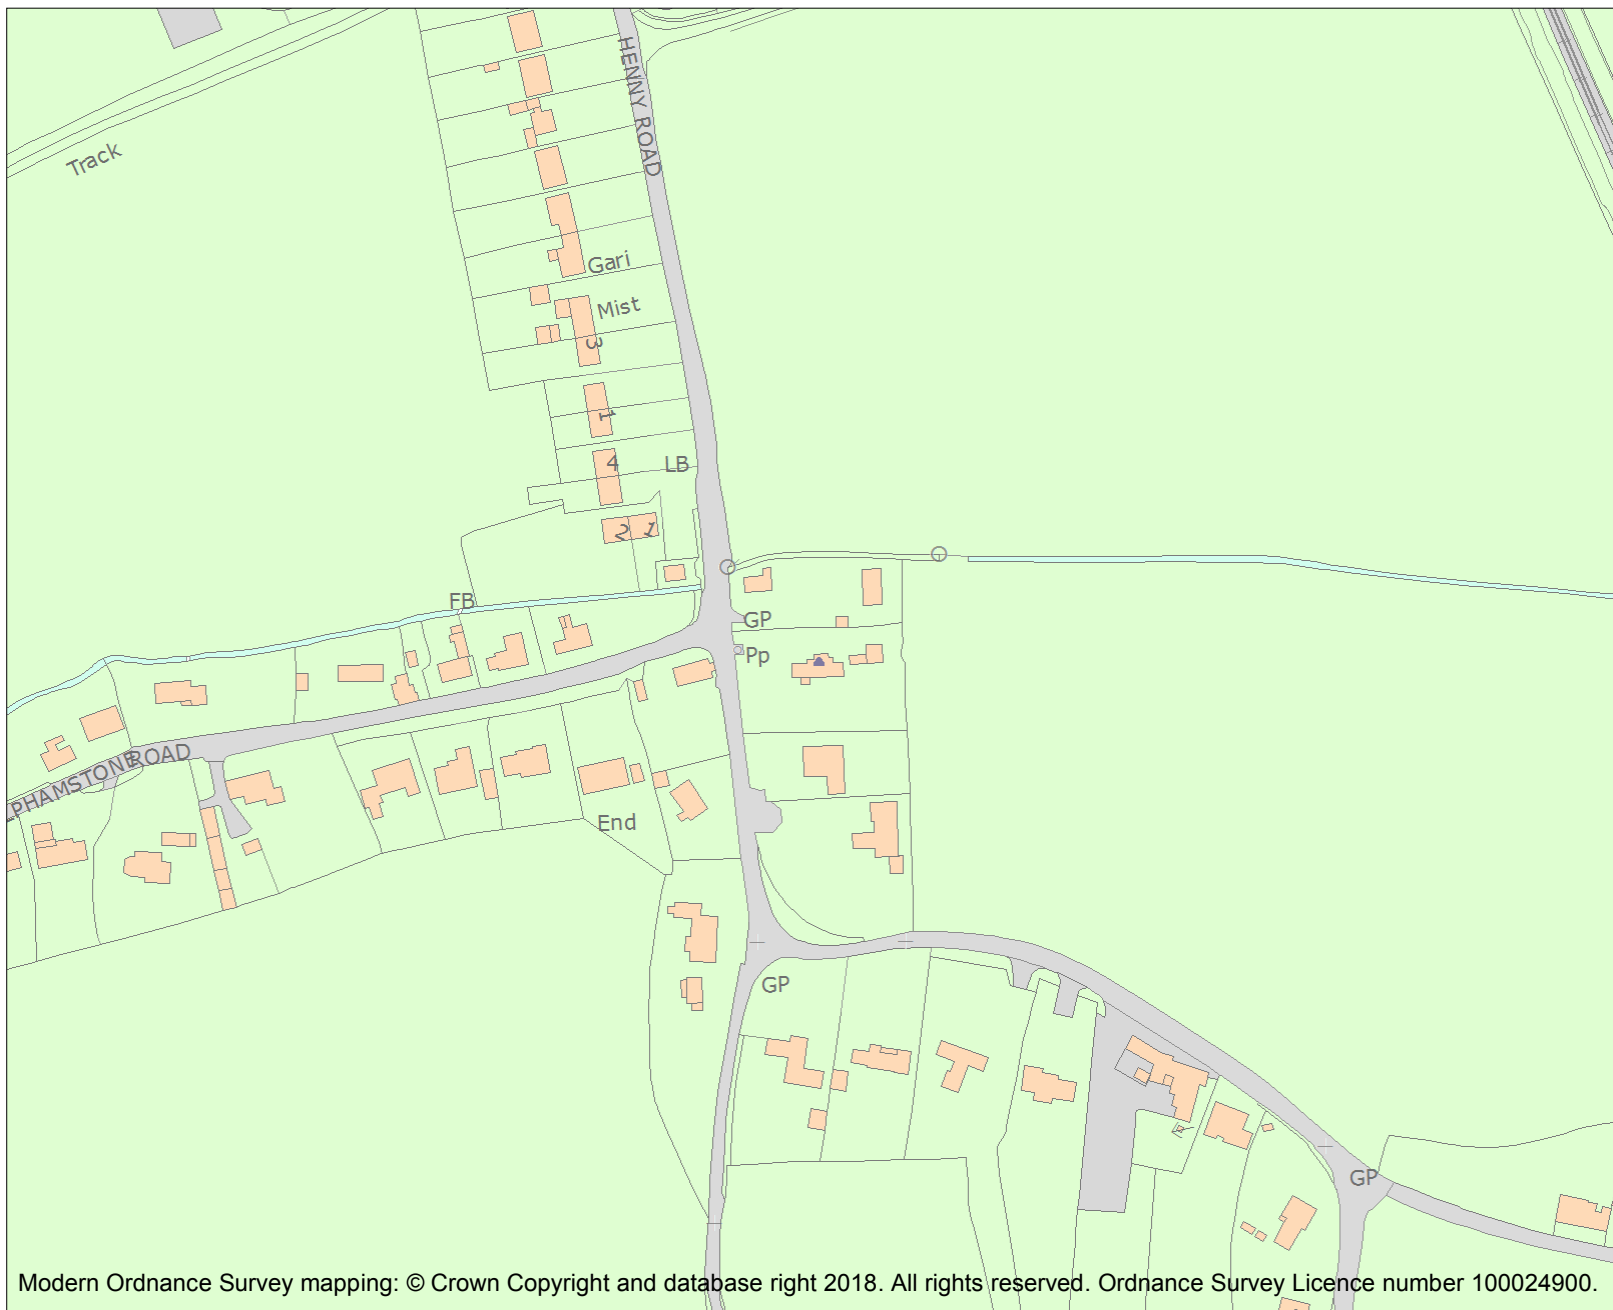 HENNY ROAD
Track
Gari
Mist
3
1
4
LB
2 1
FB
GP
Pp
PHAMSTONE ROAD
End
GP
GP
Modern Ordnance Survey mapping: © Crown Copyright and database right 2018. All rights reserved. Ordnance Survey Licence number 100024900.